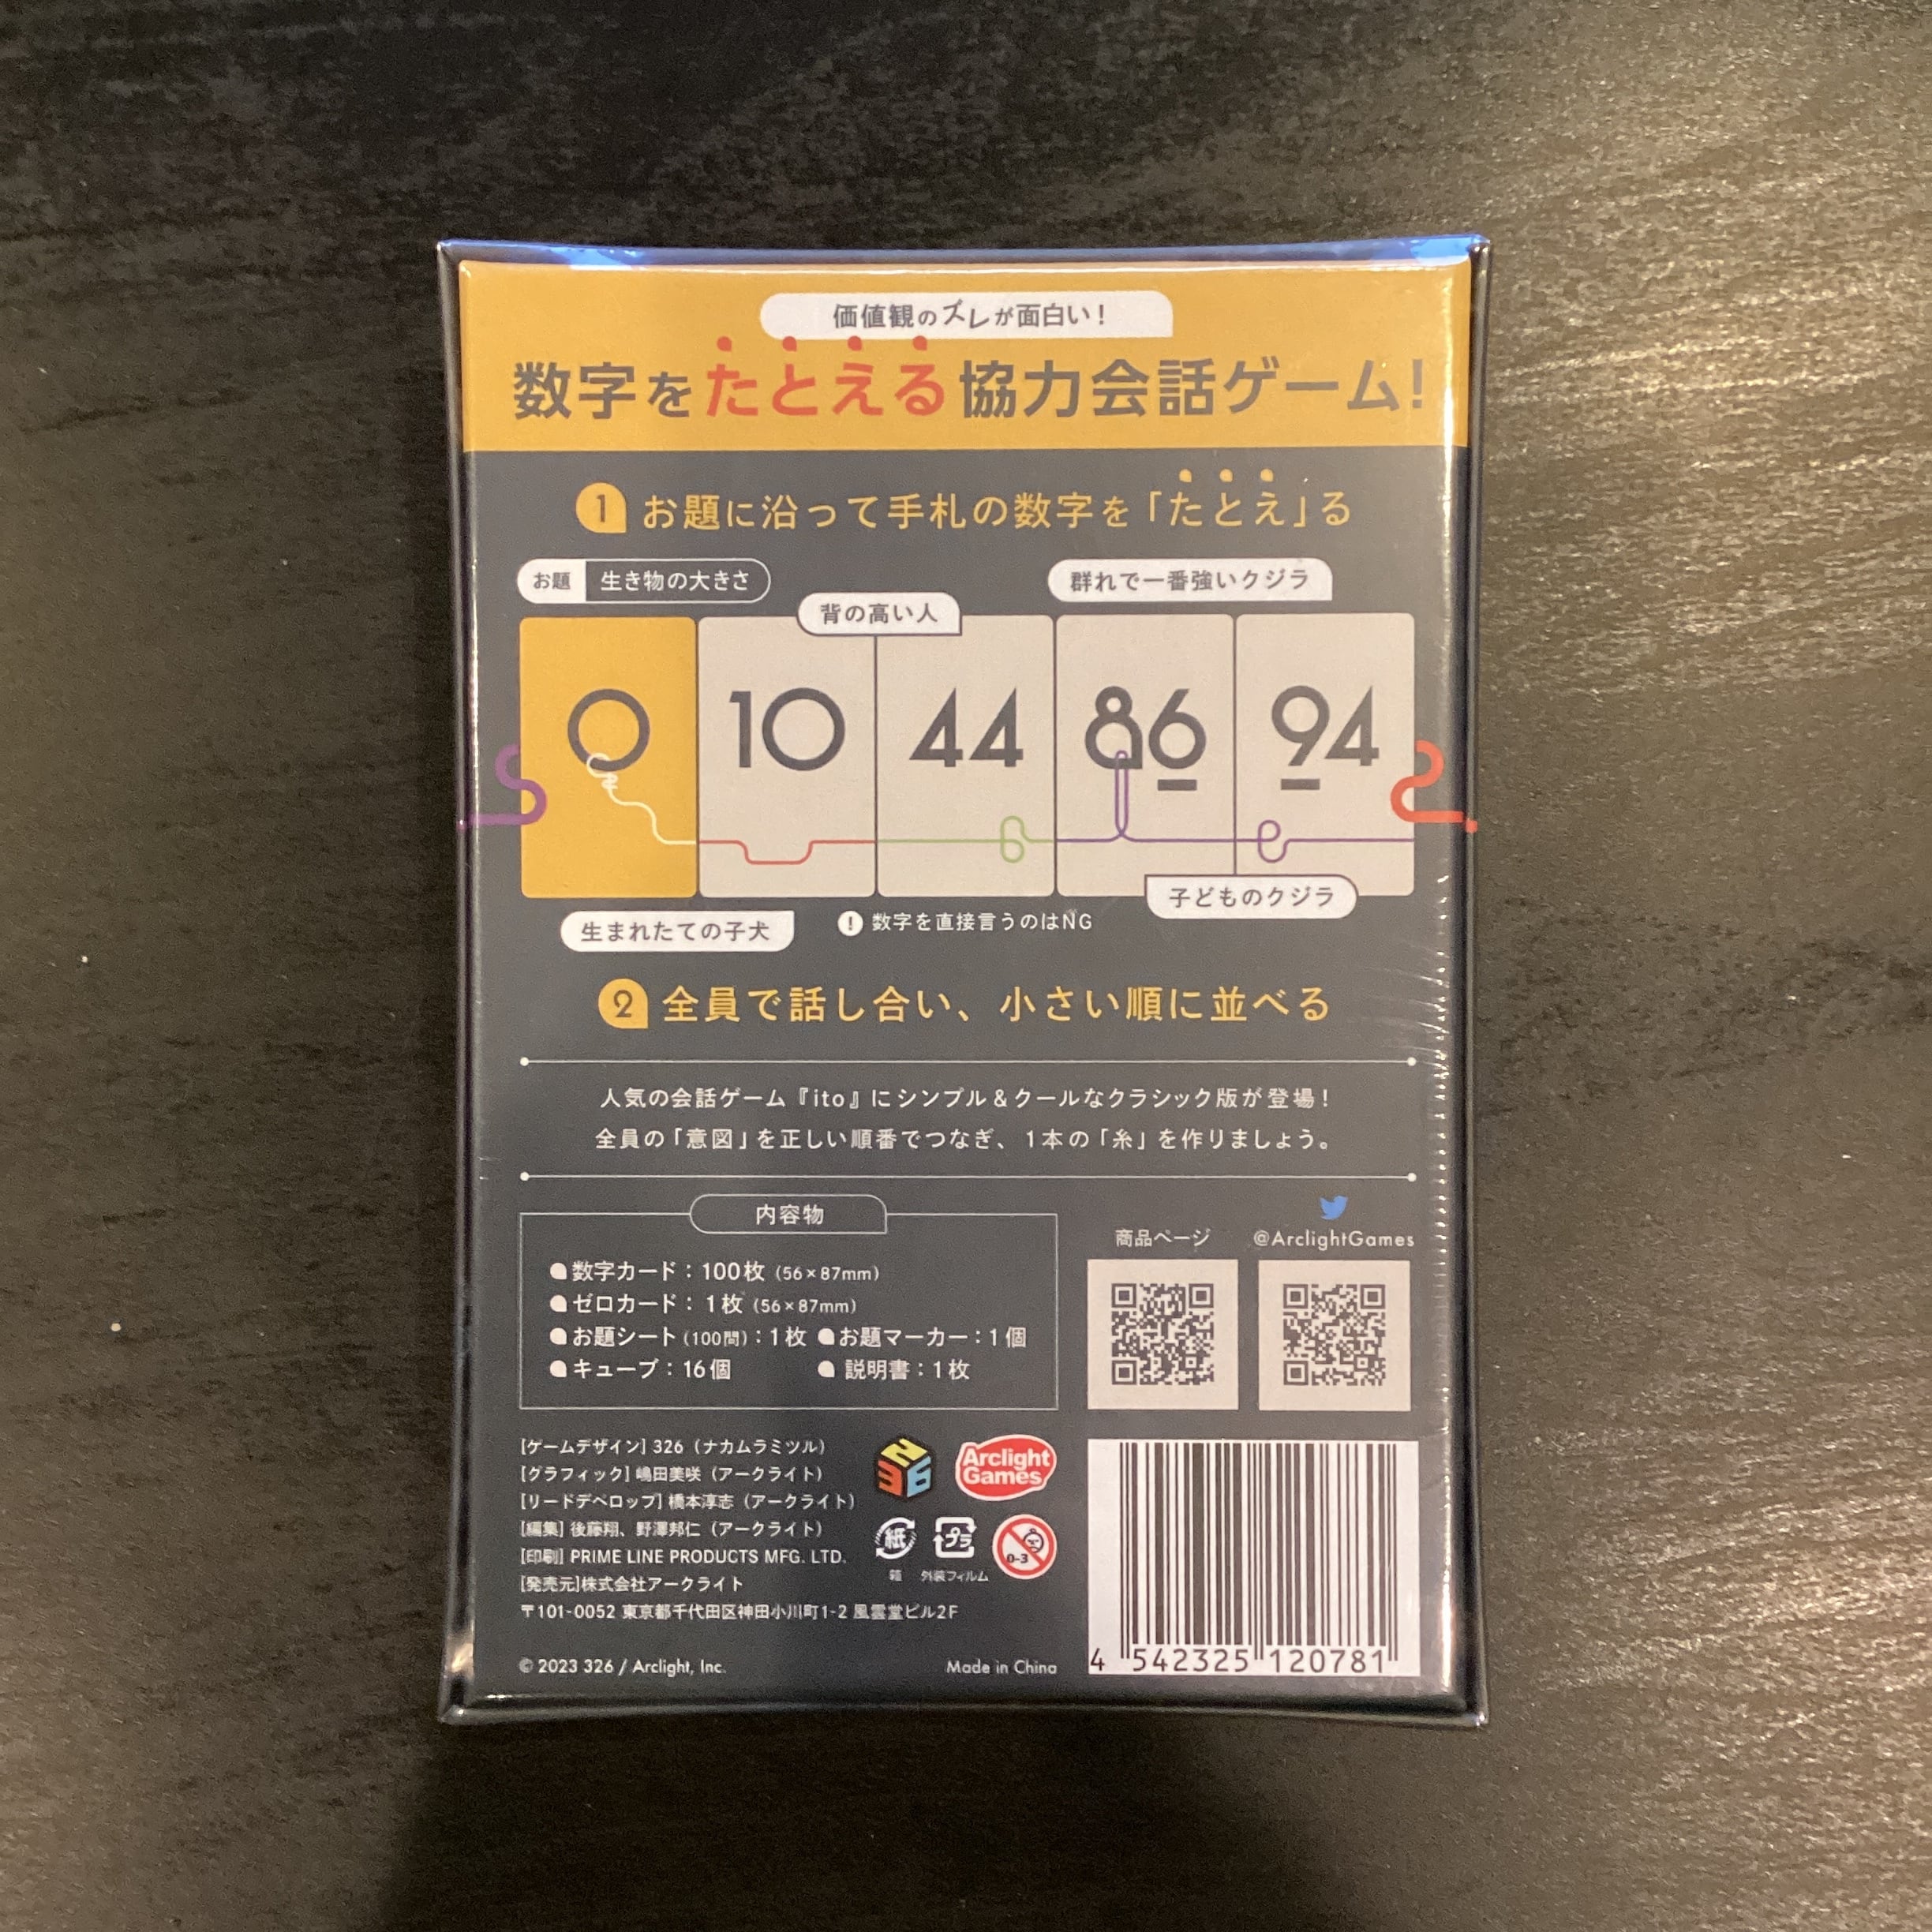 価値観のズレが面白い!
数字をたとえる協力会話ゲーム!
1 お題に沿って手札の数字を「たとえ」る
お題 生き物の大きさ
群れで一番強いクジラ
背の高い人
0 10 44 86 94
子どものクジラ
生まれたての子犬
! 数字を直接言うのはNG
2 全員で話し合い、小さい順に並べる
人気の会話ゲーム『ito』にシンプル&クールなクラシック版が登場!
全員の「意図」を正しい順番でつなぎ、1本の「糸」を作りましょう。
内容物
数字カード:100枚(56×87mm)
ゼロカード:1枚(56×87mm)
お題シート(100問):1枚 お題マーカー:1個
キューブ:16個 説明書:1枚
商品ページ @ArclightGames
[ゲームデザイン] 326(ナカムラミツル)
[グラフィック] 嶋田美咲(アークライト)
[リードデベロップ] 橋本淳志(アークライト)
[編集] 後藤翔、野澤邦仁(アークライト)
[印刷] PRIME LINE PRODUCTS MFG. LTD.
[発売元]株式会社アークライト
〒101-0052 東京都千代田区神田小川町1-2 風雲堂ビル2F
N36
Arclight
Games
紙 プラ 0-3
箱 外装フィルム
© 2023 326 / Arclight, Inc.
Made in China
4 542325 120781